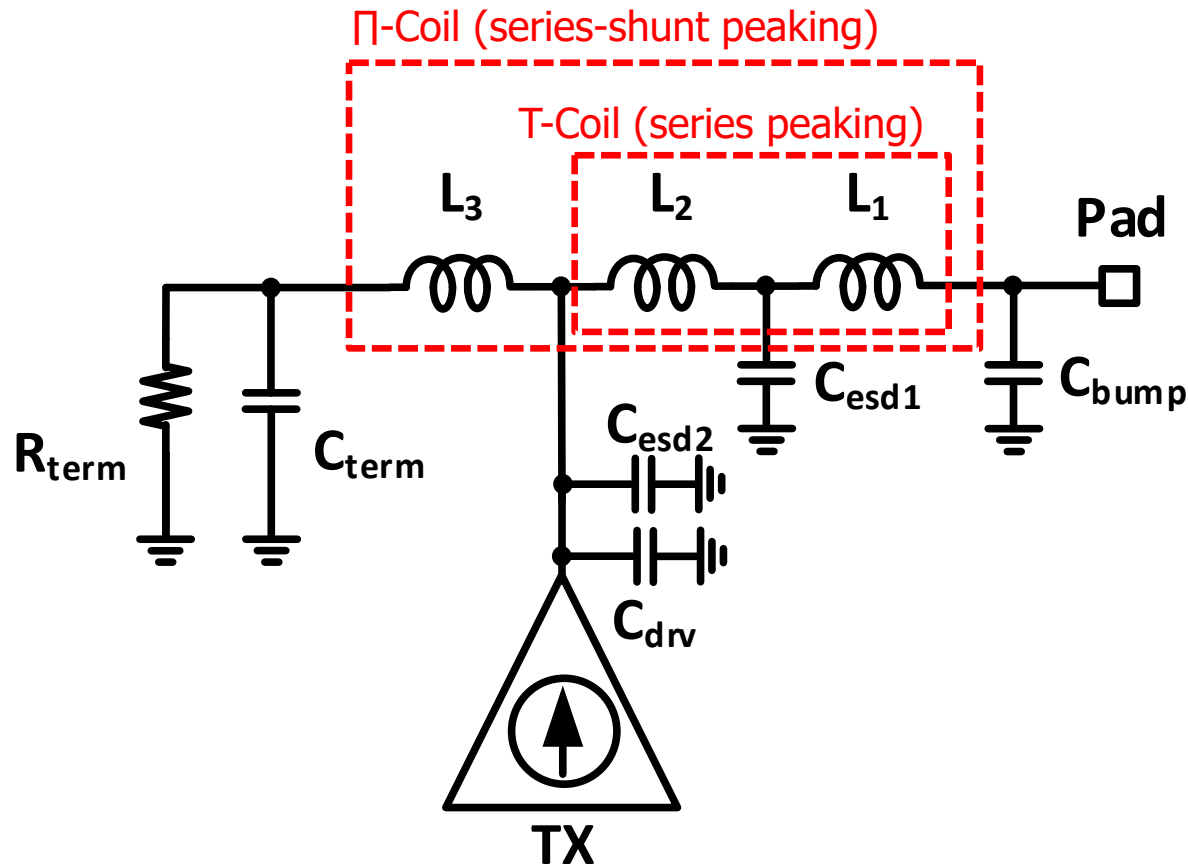 ∏-Coil (series-shunt peaking)
T-Coil (series peaking)
L3
L2
L1
Pad
Cesd1
Cbump
Cesd2
Rterm
Cterm
Cdrv
TX